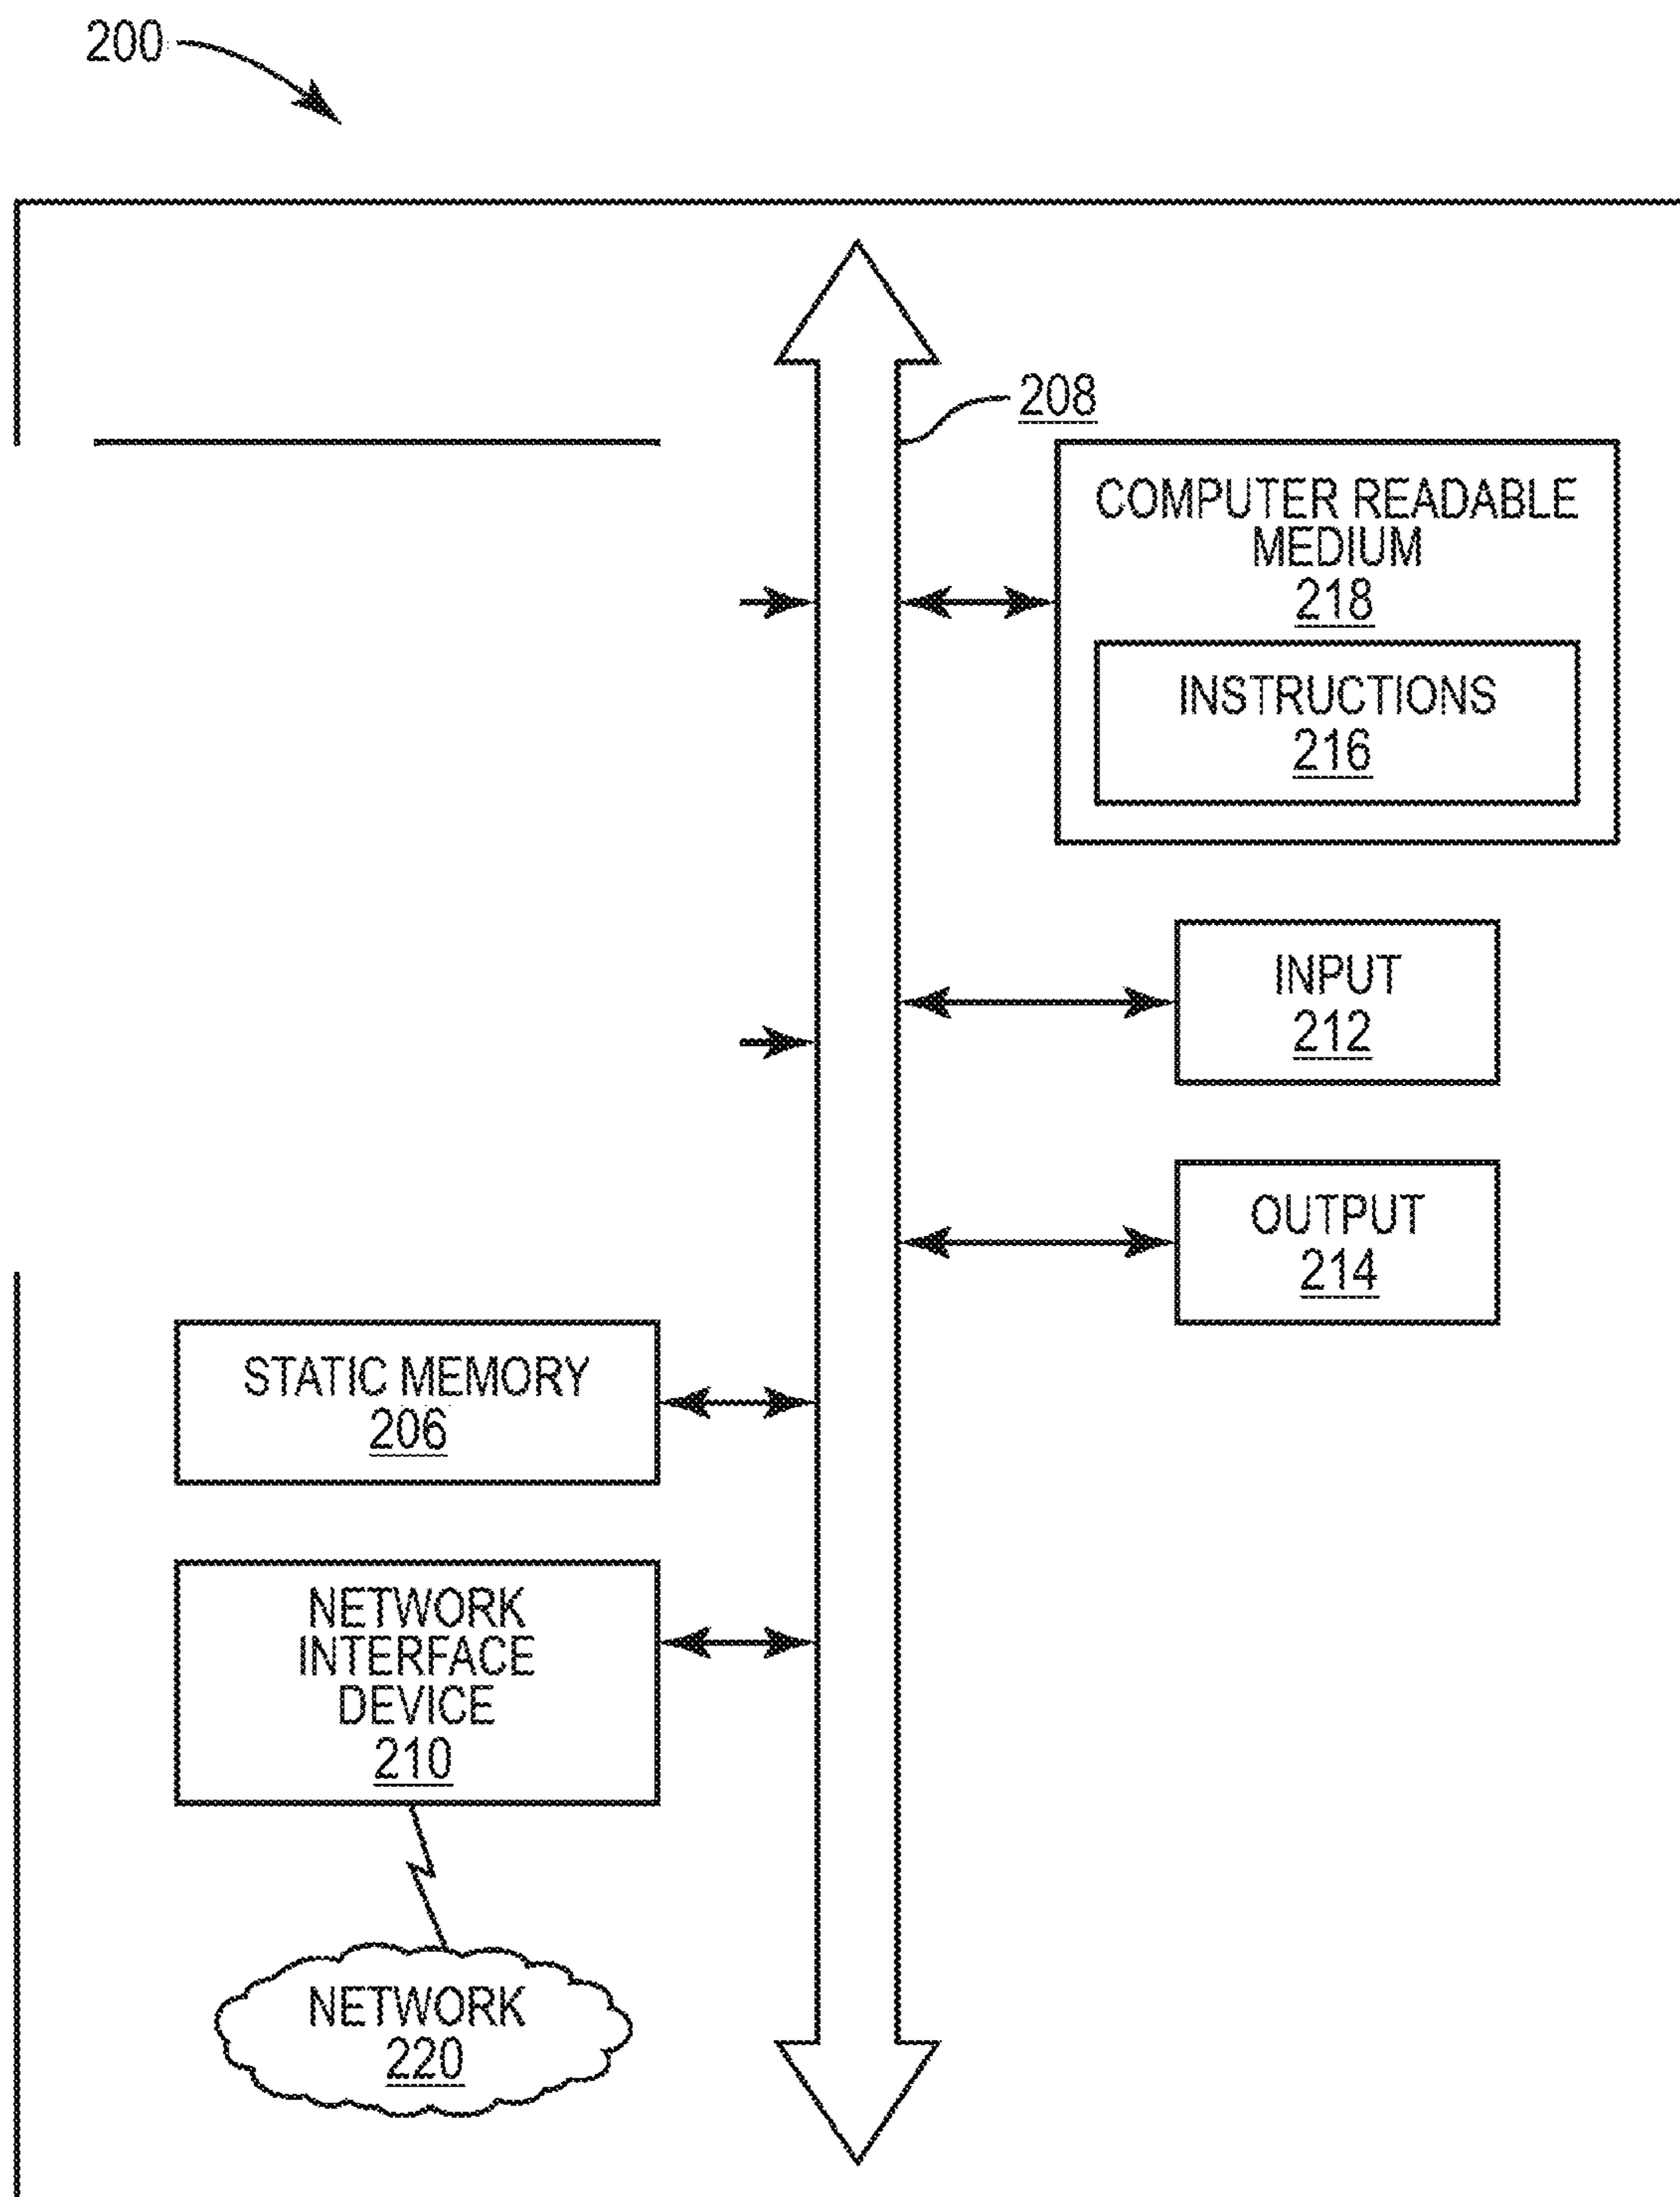 200
208
COMPUTER READABLE
MEDIUM
218
INSTRUCTIONS
216
INPUT
212
OUTPUT
214
STATIC MEMORY
206
NETWORK
INTERFACE
DEVICE
210
NETWORK
220